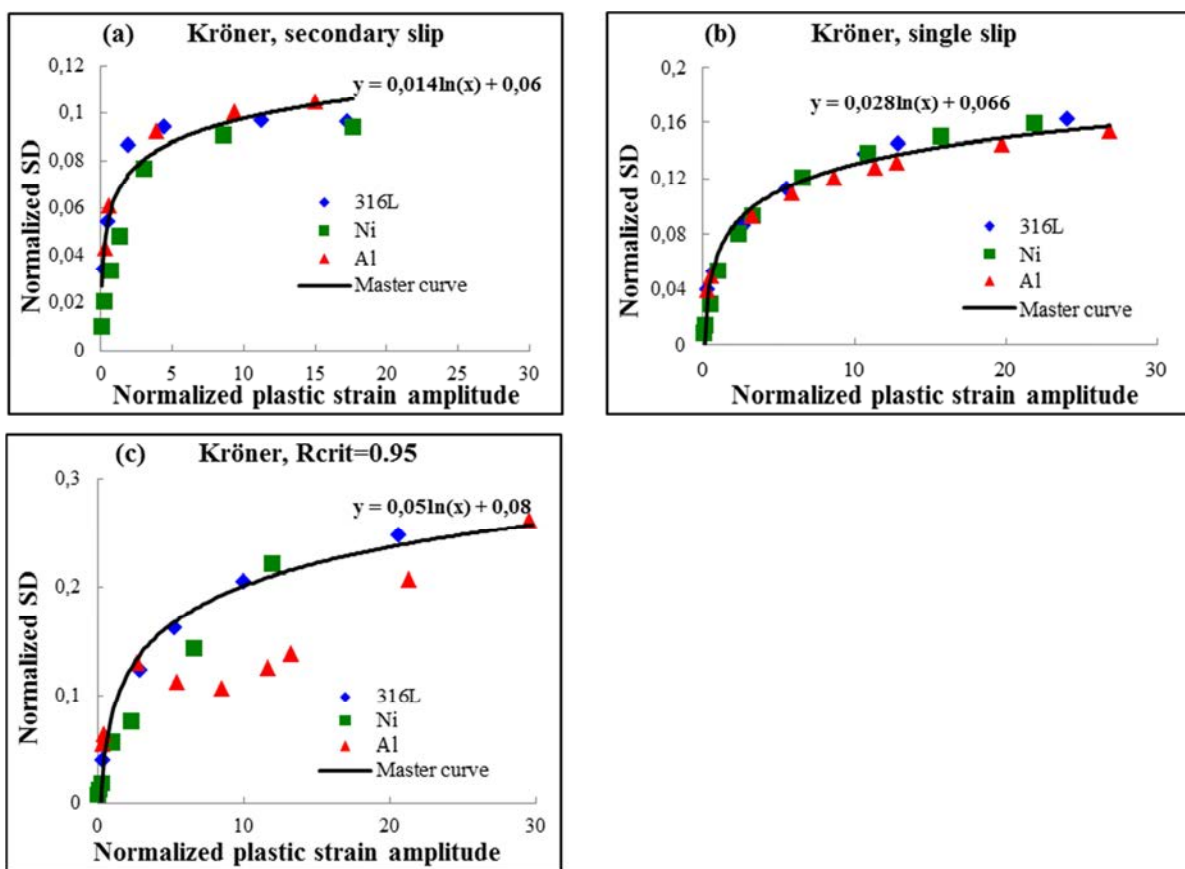 (a) Kröner, secondary slip
0,12
0,1
0,08
0,06
0,04
0,02
0
y = 0,014ln(x) + 0,06
316L
Ni
Al
Master curve
0 5 10 15 20 25 30
Normalized plastic strain amplitude
Normalized SD
(b) Kröner, single slip
0,2
0,16
0,12
0,08
0,04
0
y = 0,028ln(x) + 0,066
316L
Ni
Al
Master curve
0 10 20 30
Normalized plastic strain amplitude
Normalized SD
(c) Kröner, Rcrit=0.95
0,3
0,2
0,1
0
y = 0,05ln(x) + 0,08
316L
Ni
Al
Master curve
0 10 20 30
Normalized plastic strain amplitude
Normalized SD